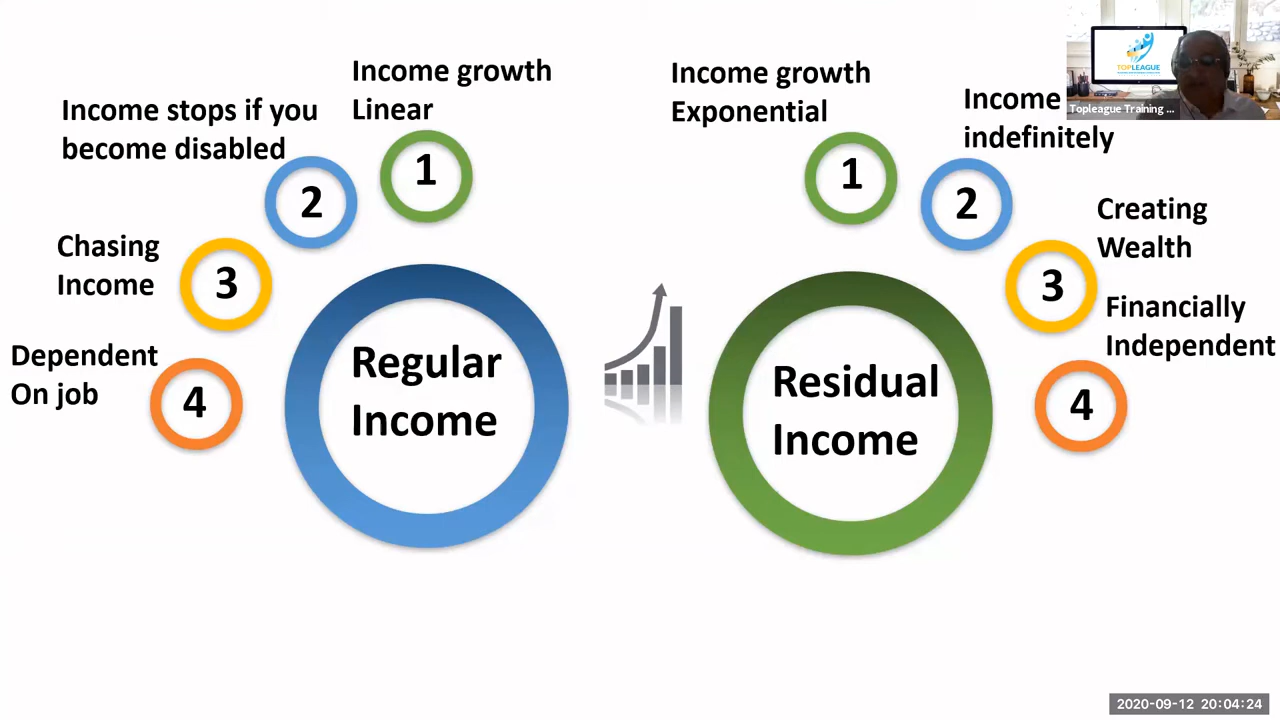 Income growth
Linear
1
Income stops if you
become disabled
2
Chasing
Income
3
Dependent
On job
4
Regular
Income
Income growth
Exponential
1
Income
indefinitely
2
Creating
Wealth
3
Financially
Independent
4
Residual
Income
TOPLEAGUE
Topleague Training ...
2020-09-12 20:04:24